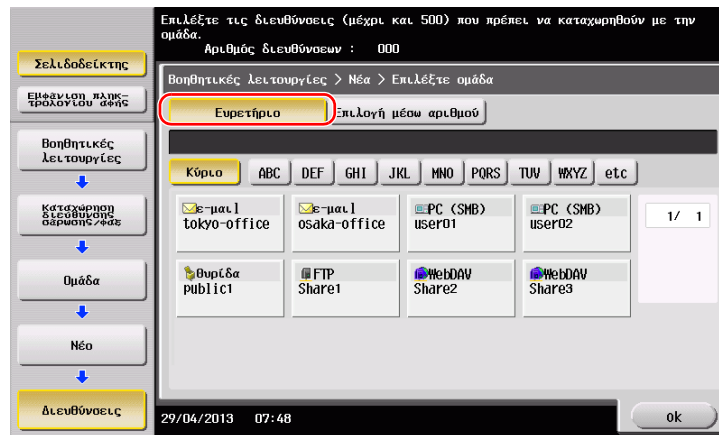 Επιλέξτε τις διευθύνσεις (μέχρι και 500) που πρέπει να καταχωρηθούν με την
ομάδα.
Αριθμός διευθύνσεων : 000
Σελιδοδείκτης
Εμφάνιση πληκ-
τρολογίου αφής
Βοηθητικές
λειτουργίες
Καταχώρηση
διεύθυνσης
σάρωσης/φαξ
Ομάδα
Νέο
Διευθύνσεις
Βοηθητικές λειτουργίες > Νέα > Επιλέξτε ομάδα
Ευρετήριο
Επιλογή μέσω αριθμού
Κύριο ABC DEF GHI JKL MNO PQRS TUV WXYZ etc
ε-μαιl
tokyo-office
ε-μαιl
osaka-office
PC (SMB)
user01
PC (SMB)
user02
1/ 1
Θυρίδα
public1
FTP
Share1
WebDAV
Share2
WebDAV
Share3
29/04/2013 07:48
ok